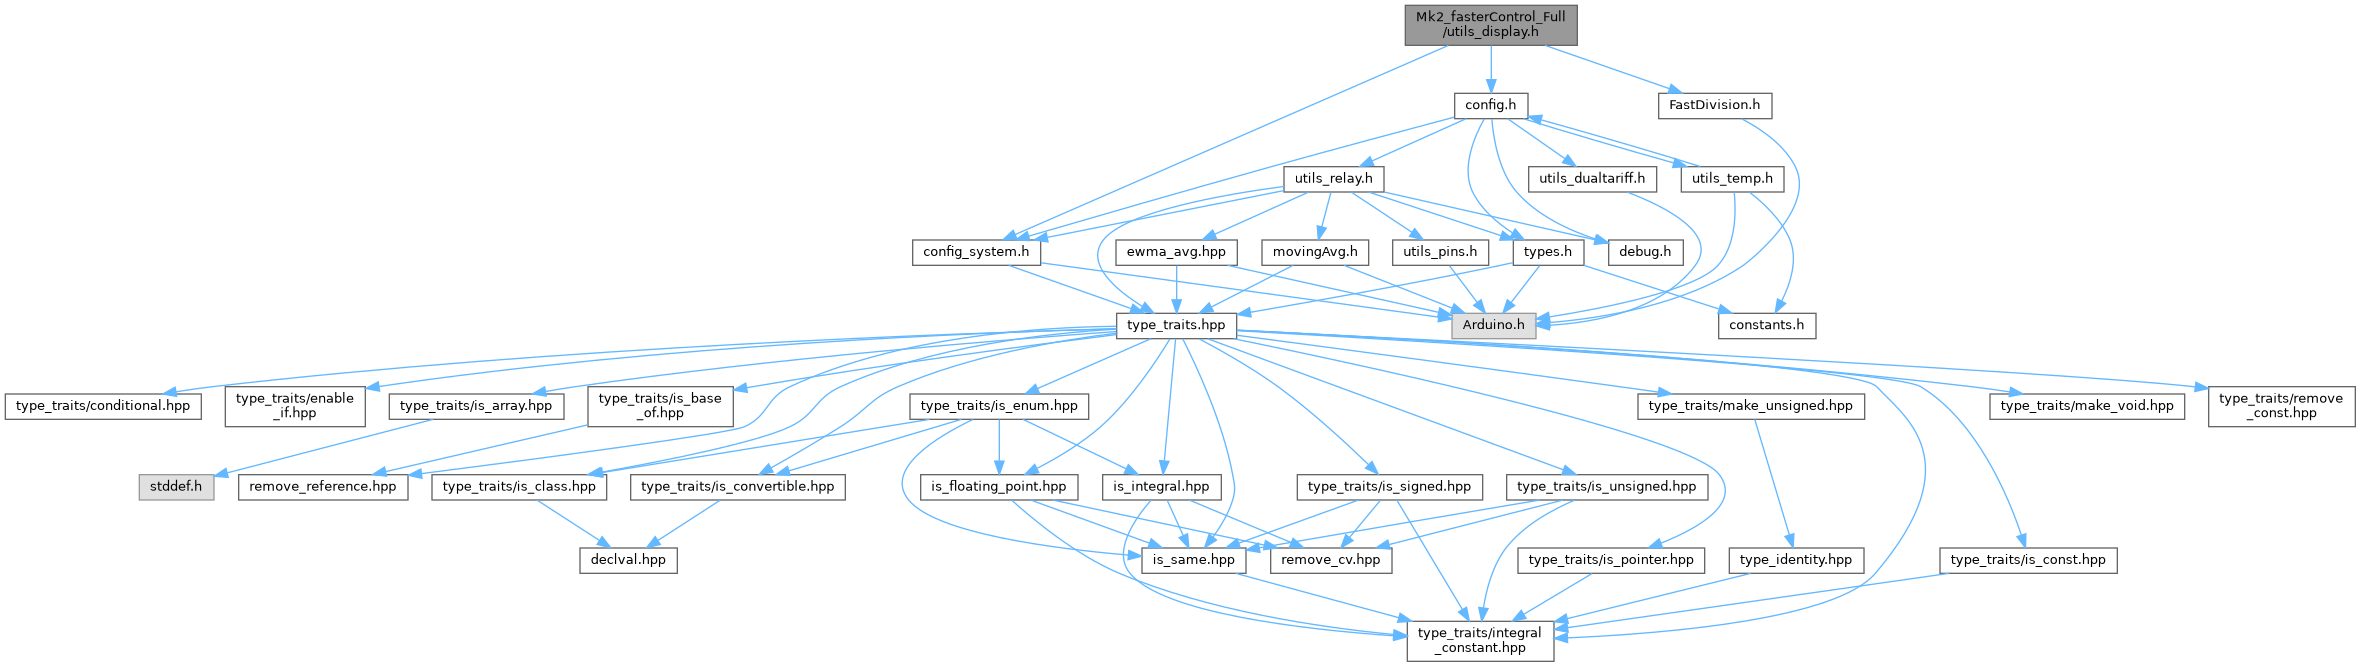 Mk2_fasterControl_Full
/utils_display.h
config.h
FastDivision.h
utils_relay.h
utils_dualtariff.h
utils_temp.h
config_system.h
ewma_avg.hpp
movingAvg.h
utils_pins.h
types.h
debug.h
type_traits.hpp
Arduino.h
constants.h
type_traits/conditional.hpp
type_traits/enable
_if.hpp
type_traits/is_array.hpp
type_traits/is_base
_of.hpp
type_traits/is_enum.hpp
type_traits/make_unsigned.hpp
type_traits/make_void.hpp
type_traits/remove
_const.hpp
stddef.h
remove_reference.hpp
type_traits/is_class.hpp
type_traits/is_convertible.hpp
is_floating_point.hpp
is_integral.hpp
type_traits/is_signed.hpp
type_traits/is_unsigned.hpp
declval.hpp
is_same.hpp
remove_cv.hpp
type_traits/is_pointer.hpp
type_identity.hpp
type_traits/is_const.hpp
type_traits/integral
_constant.hpp